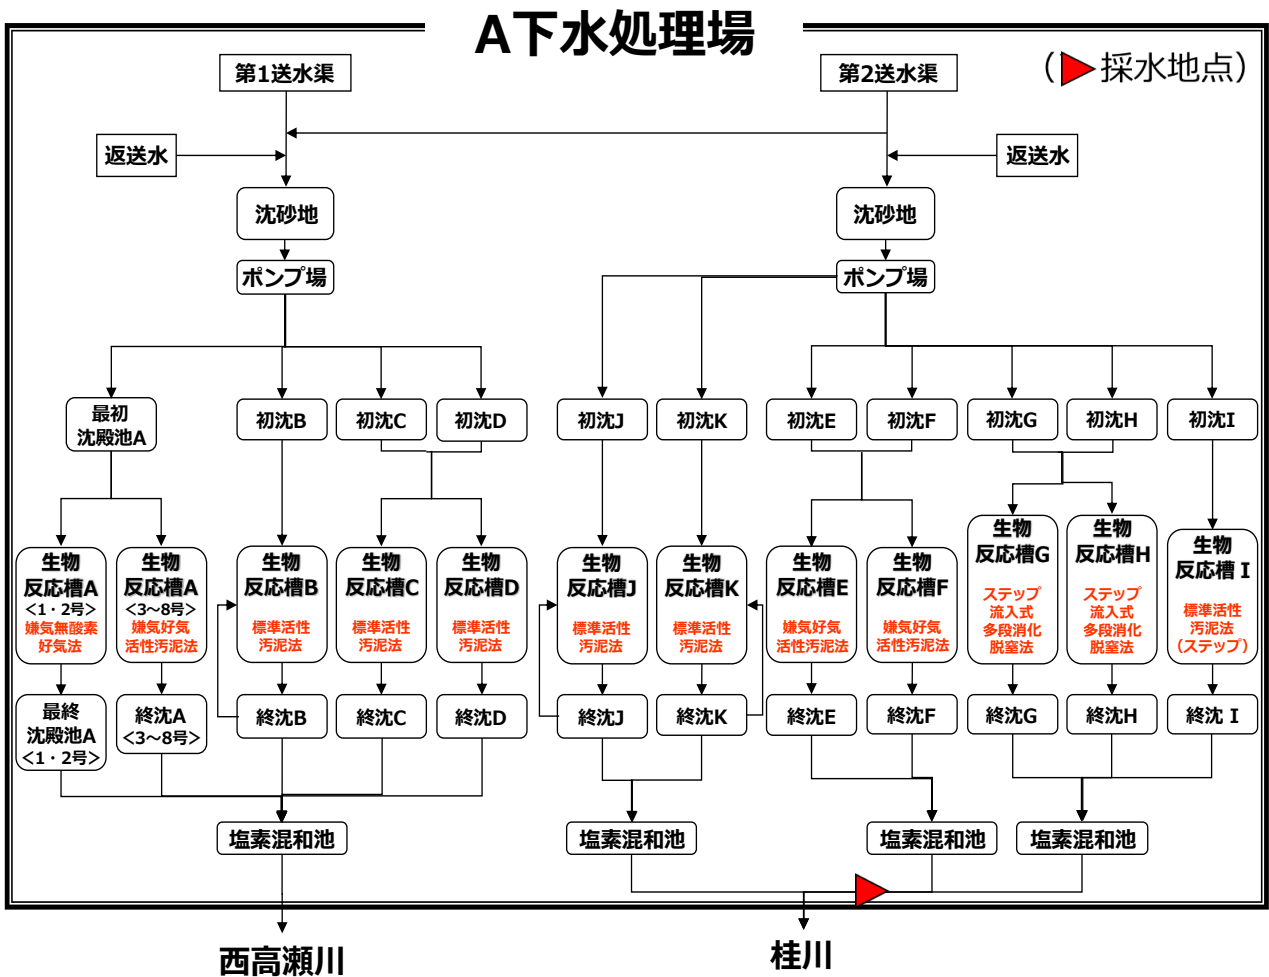 A下水処理場
(▶採水地点)
第1送水渠
第2送水渠
返送水
返送水
沈砂地
沈砂地
ポンプ場
ポンプ場
最初
沈殿池A
初沈B
初沈C
初沈D
初沈J
初沈K
初沈E
初沈F
初沈G
初沈H
初沈I
生物
反応槽A
<1・2号>
嫌気無酸素
好気法
生物
反応槽A
<3～8号>
嫌気好気
活性汚泥法
生物
反応槽B
標準活性
汚泥法
生物
反応槽C
標準活性
汚泥法
生物
反応槽D
標準活性
汚泥法
生物
反応槽J
標準活性
汚泥法
生物
反応槽K
標準活性
汚泥法
生物
反応槽E
嫌気好気
活性汚泥法
生物
反応槽F
嫌気好気
活性汚泥法
生物
反応槽G
ステップ
流入式
多段消化
脱窒法
生物
反応槽H
ステップ
流入式
多段消化
脱窒法
生物
反応槽Ⅰ
標準活性
汚泥法
(ステップ)
最終
沈殿池A
<1・2号>
終沈A
<3～8号>
終沈B
終沈C
終沈D
終沈J
終沈K
終沈E
終沈F
終沈G
終沈H
終沈Ⅰ
塩素混和池
塩素混和池
塩素混和池
塩素混和池
西高瀬川
桂川